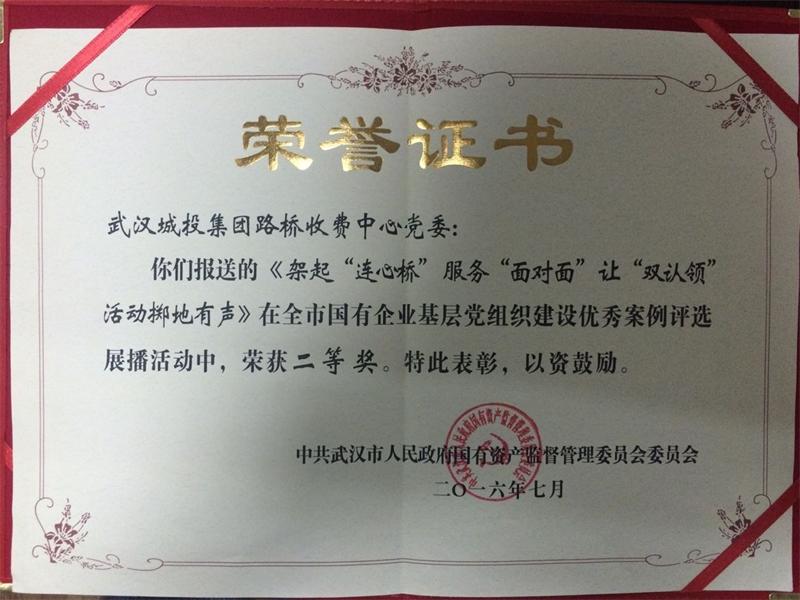 荣誉证书
武汉城投集团路桥收费中心党委：
你们报送的《架起“连心桥”服务“面对面”让“双认领”
活动掷地有声》在全市国有企业基层党组织建设优秀案例评选
展播活动中，荣获二等奖。特此表彰，以资鼓励。
中共武汉市人民政府国有资产监督管理委员会委员会
二〇一六年七月